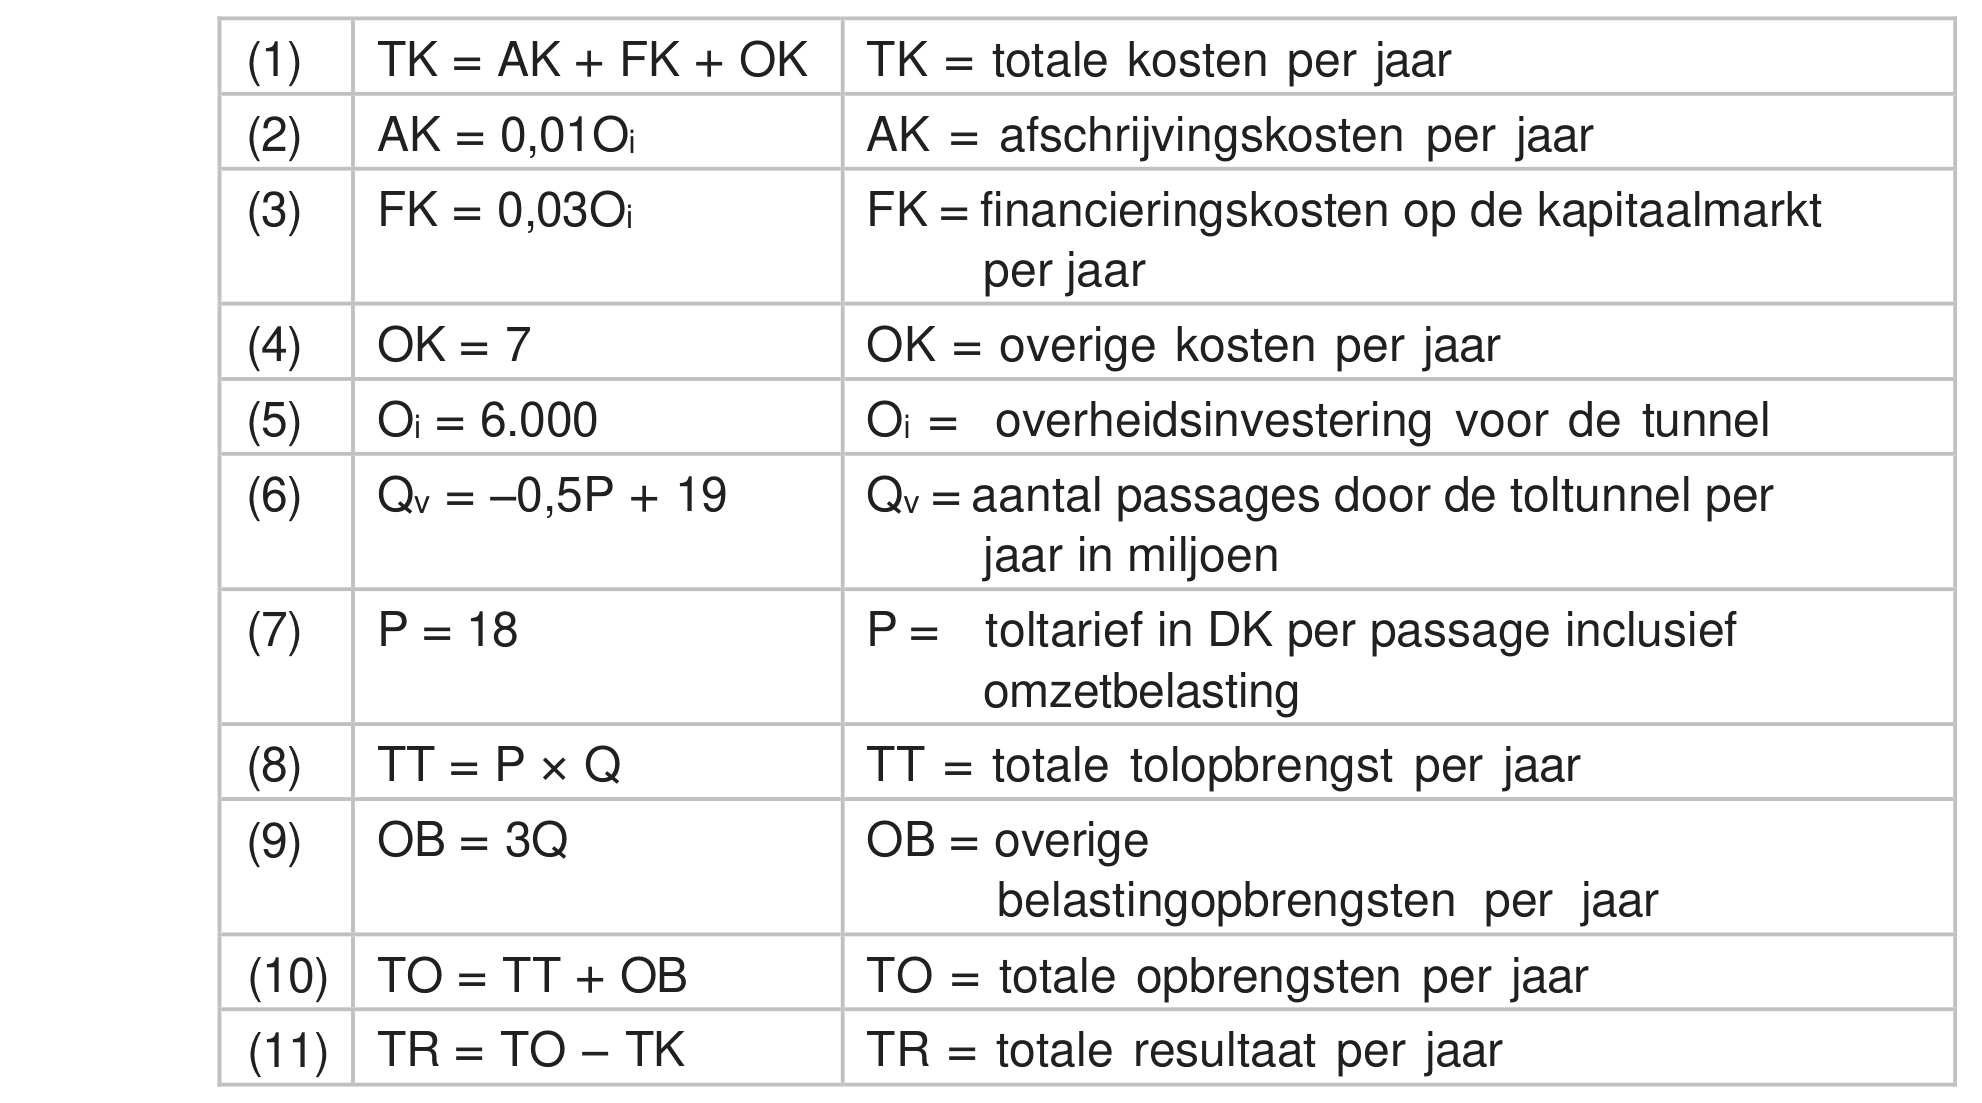 (1) TK = AK + FK + OK TK = totale kosten per jaar
(2) AK = 0,01Oi AK = afschrijvingskosten per jaar
(3) FK = 0,03Oi FK = financieringskosten op de kapitaalmarkt
per jaar
(4) OK = 7 OK = overige kosten per jaar
(5) Oi = 6.000 Oi = overheidsinvestering voor de tunnel
(6) Qv = –0,5P + 19 Qv = aantal passages door de toltunnel per
jaar in miljoen
(7) P = 18 P = toltarief in DK per passage inclusief
omzetbelasting
(8) TT = P × Q TT = totale tolopbrengst per jaar
(9) OB = 3Q OB = overige
belastingopbrengsten per jaar
(10) TO = TT + OB TO = totale opbrengsten per jaar
(11) TR = TO – TK TR = totale resultaat per jaar